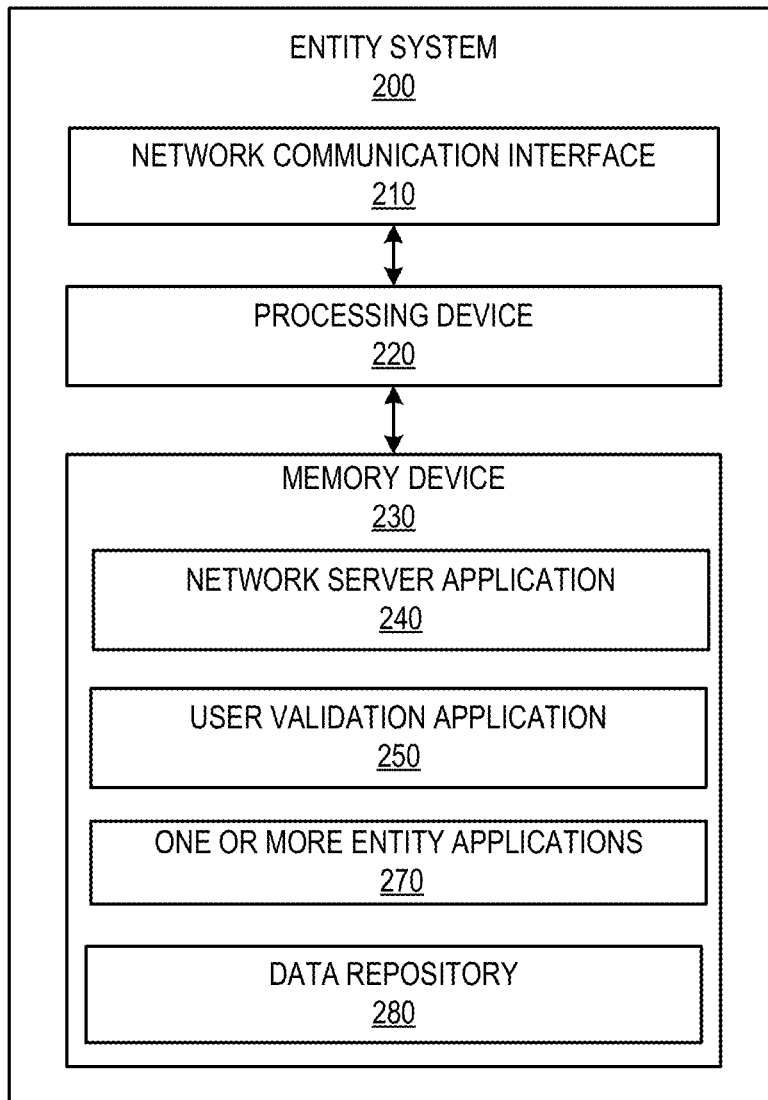 ENTITY SYSTEM
200
NETWORK COMMUNICATION INTERFACE
210
PROCESSING DEVICE
220
MEMORY DEVICE
230
NETWORK SERVER APPLICATION
240
USER VALIDATION APPLICATION
250
ONE OR MORE ENTITY APPLICATIONS
270
DATA REPOSITORY
280